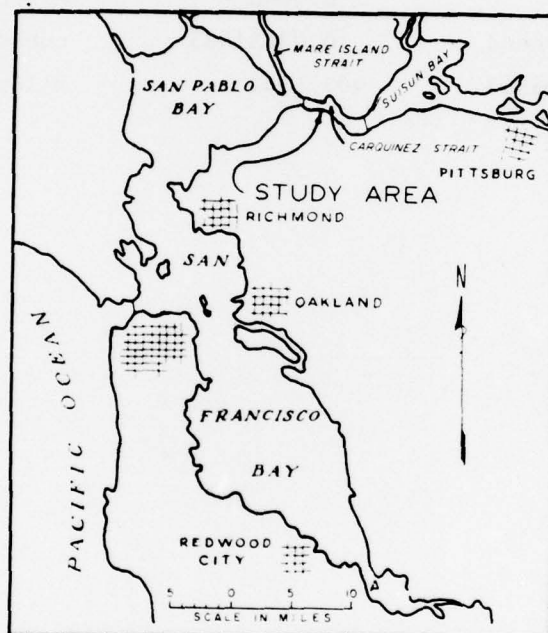 MARE ISLAND
STRAIT
SUISUN BAY
SAN PABLO
BAY
CARQUINEZ STRAIT
PITTSBURG
STUDY AREA
RICHMOND
SAN
N
OAKLAND
PACIFIC OCEAN
FRANCISCO
BAY
REDWOOD
CITY
5 0 5 10
SCALE IN MILES